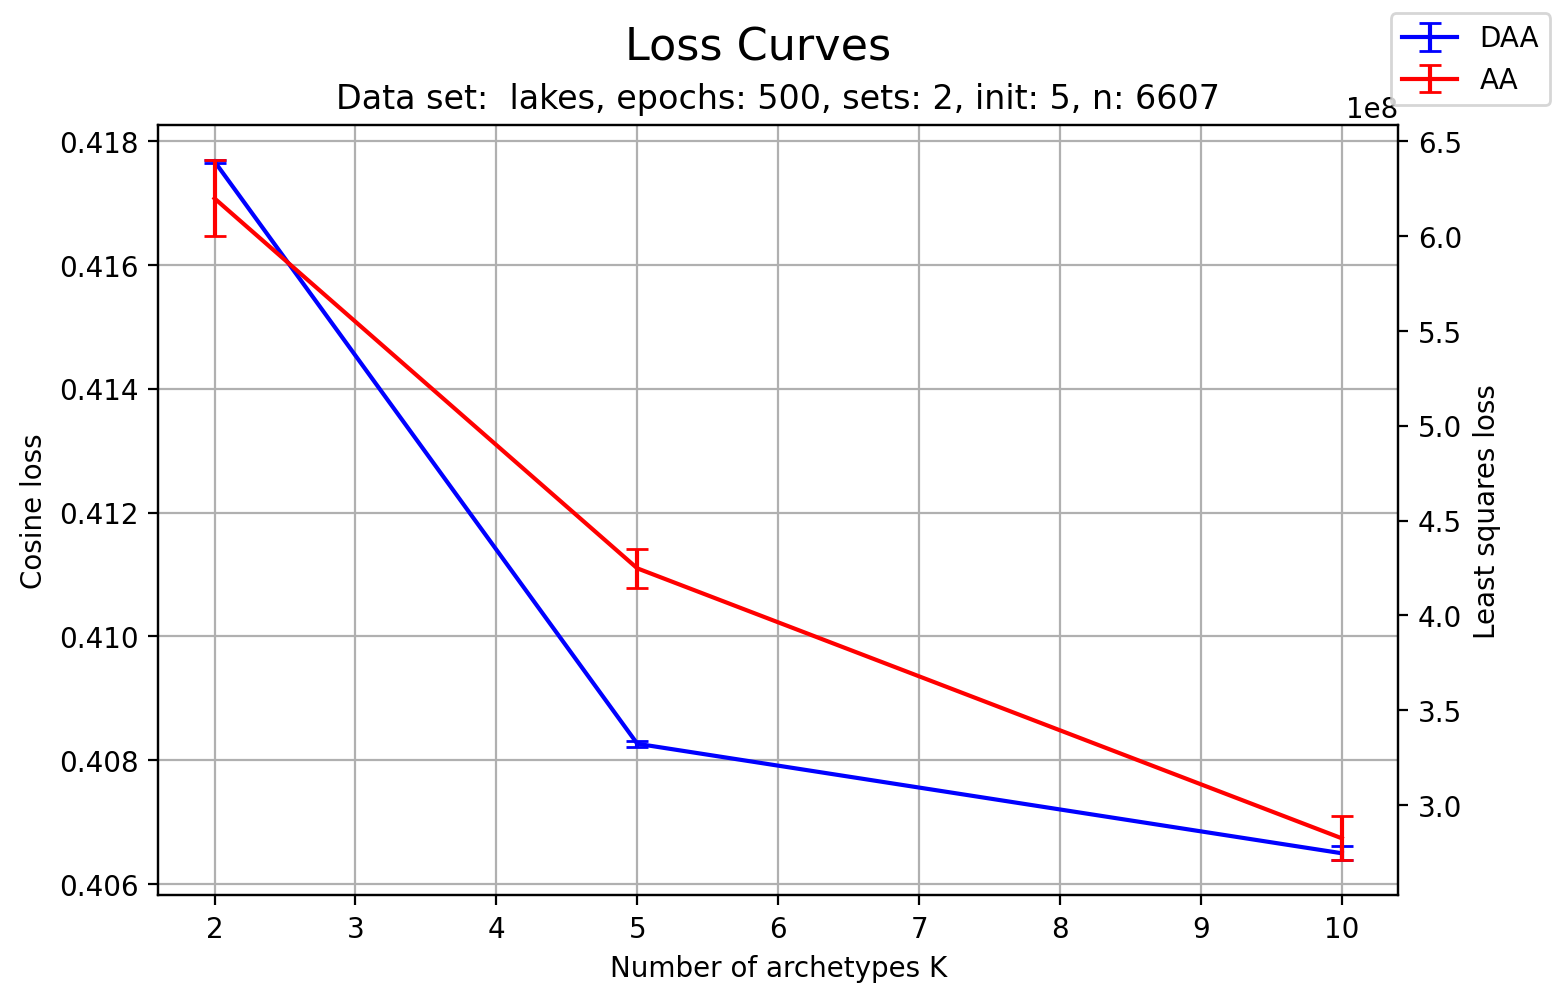 Loss Curves
Data set:  lakes, epochs: 500, sets: 2, init: 5, n: 6607
DAA
AA
1e8
0.418
0.416
0.414
0.412
0.410
0.408
0.406
Cosine loss
6.5
6.0
5.5
5.0
4.5
4.0
3.5
3.0
Least squares loss
2 3 4 5 6 7 8 9 10
Number of archetypes K